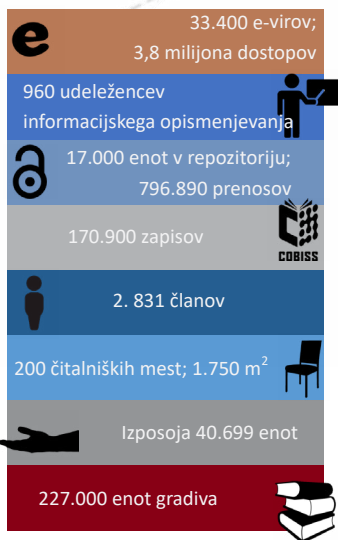 e
33.400 e-virov;
3,8 milijona dostopov
960 udeležencev
informacijskega opismenjevanja
17.000 enot v repozitoriju;
796.890 prenosov
170.900 zapisov
COBISS
2. 831 članov
200 čitalniških mest; 1.750 m²
Izposoja 40.699 enot
227.000 enot gradiva